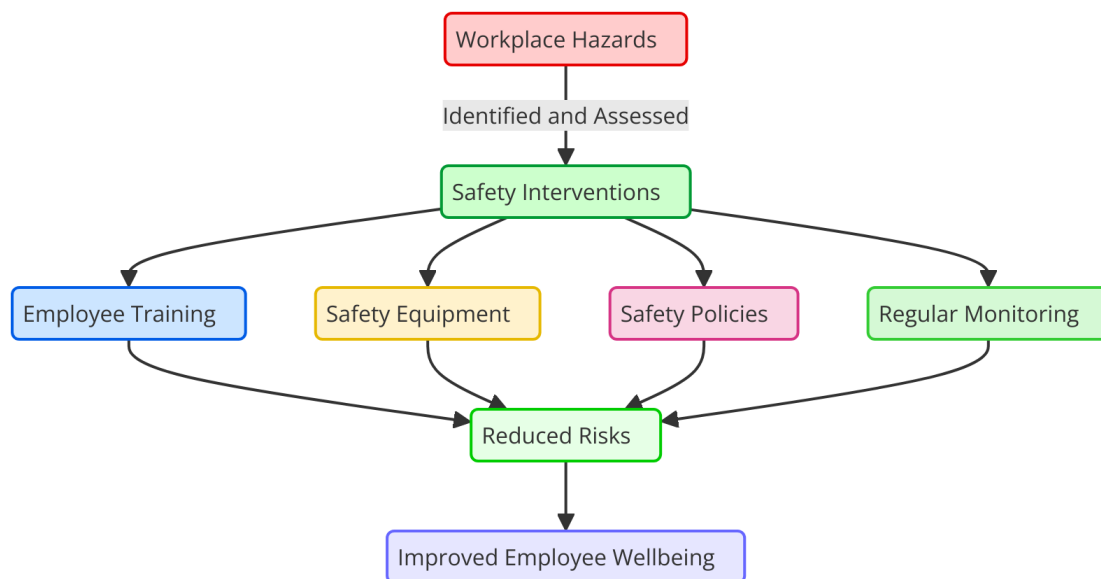 Workplace Hazards
Identified and Assessed
Safety Interventions
Employee Training
Safety Equipment
Safety Policies
Regular Monitoring
Reduced Risks
Improved Employee Wellbeing